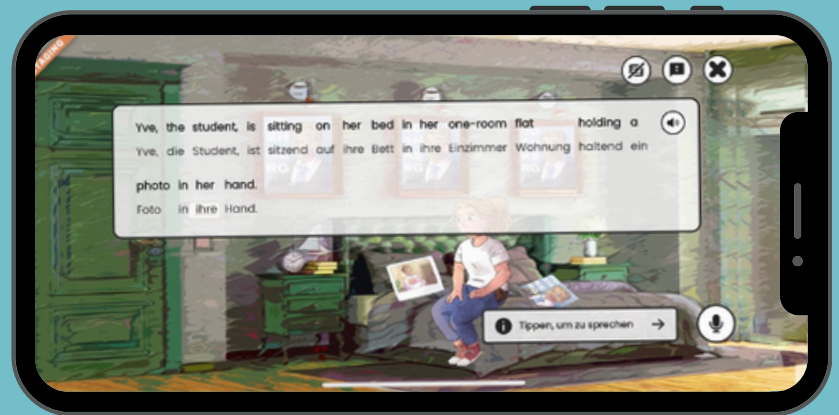 Yve, the student, is sitting on her bed in her one-room flat holding a
Yve, die Student, ist sitzend auf ihre Bett in ihre Einzimmer Wohnung haltend ein
photo in her hand.
Foto in ihre Hand.
Tippen, um zu sprechen